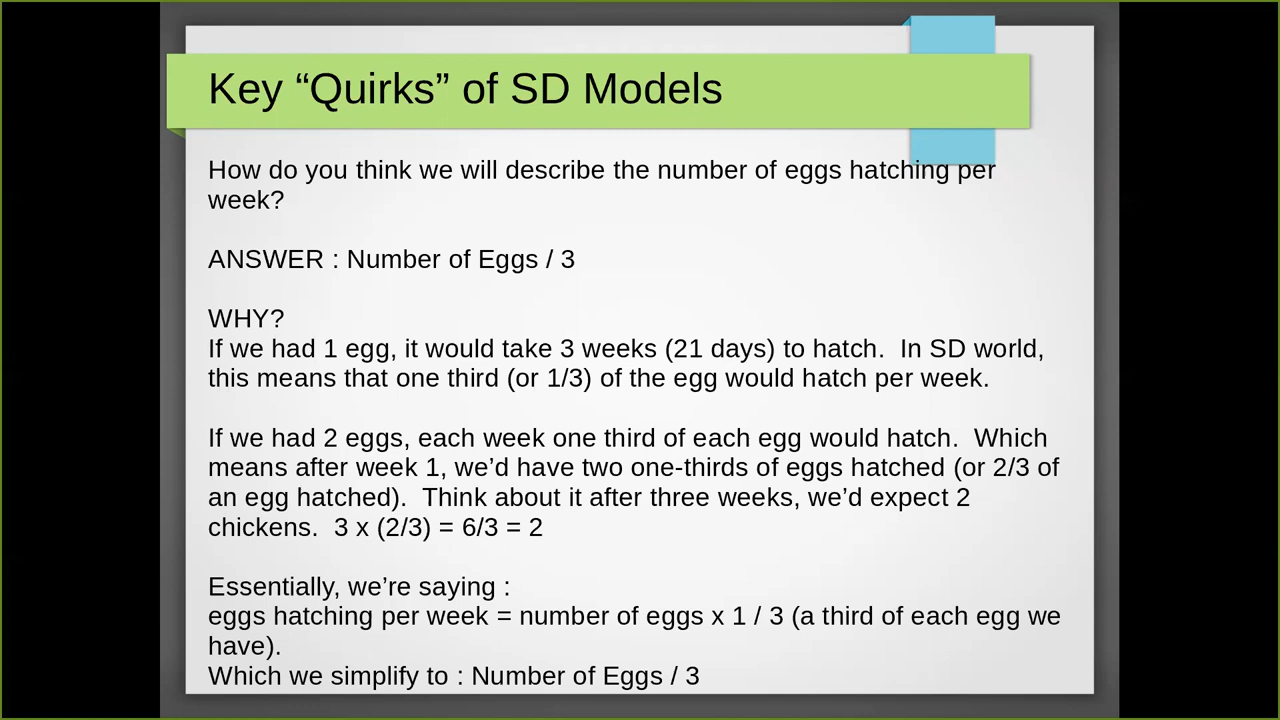 Key “Quirks” of SD Models
How do you think we will describe the number of eggs hatching per
week?
ANSWER : Number of Eggs / 3
WHY?
If we had 1 egg, it would take 3 weeks (21 days) to hatch.  In SD world,
this means that one third (or 1/3) of the egg would hatch per week.
If we had 2 eggs, each week one third of each egg would hatch.  Which
means after week 1, we’d have two one-thirds of eggs hatched (or 2/3 of
an egg hatched).  Think about it after three weeks, we’d expect 2
chickens.  3 x (2/3) = 6/3 = 2
Essentially, we’re saying :
eggs hatching per week = number of eggs x 1 / 3 (a third of each egg we
have).
Which we simplify to : Number of Eggs / 3